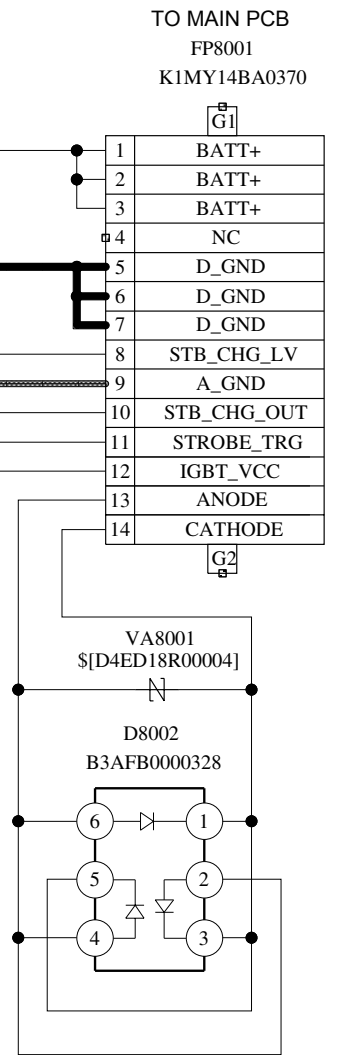 TO MAIN PCB
FP8001
K1MY14BA0370
G1
1 BATT+
2 BATT+
3 BATT+
4 NC
5 D_GND
6 D_GND
7 D_GND
8 STB_CHG_LV
9 A_GND
10 STB_CHG_OUT
11 STROBE_TRG
12 IGBT_VCC
13 ANODE
14 CATHODE
G2
VA8001
$[D4ED18R00004]
D8002
B3AFB0000328
6 1
5 2
4 3